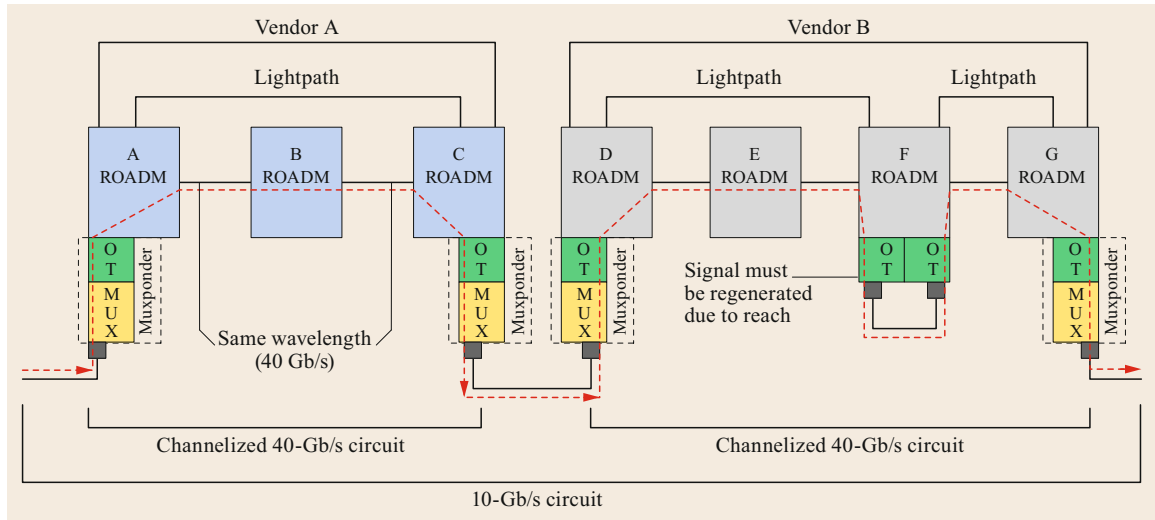 Vendor A
Vendor B
Lightpath
Lightpath
Lightpath
A
ROADM
B
ROADM
C
ROADM
D
ROADM
E
ROADM
F
ROADM
G
ROADM
OT
MUX
Muxponder
OT
MUX
Muxponder
OT
MUX
Muxponder
OT
OT
OT
MUX
Muxponder
Signal must
be regenerated
due to reach
Same wavelength
(40 Gb/s)
Channelized 40-Gb/s circuit
Channelized 40-Gb/s circuit
10-Gb/s circuit